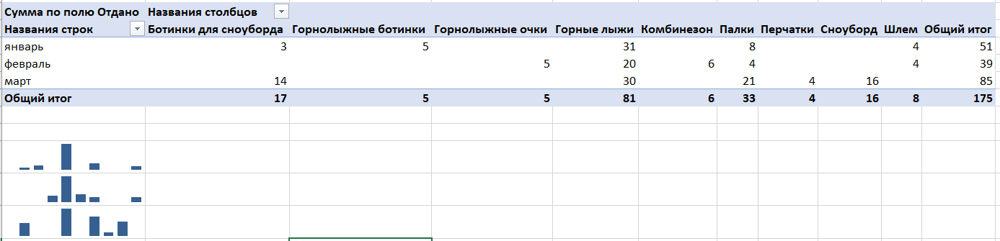 Сумма по полю Отдано Названия столбцов
Названия строк Ботинки для сноуборда Горнолыжные ботинки Горнолыжные очки Горные лыжи Комбинезон Палки Перчатки Сноуборд Шлем Общий итог
январь 3 5 31 8 4 51
февраль 5 20 6 4 4 39
март 14 30 21 4 16 85
Общий итог 17 5 5 81 6 33 4 16 8 175